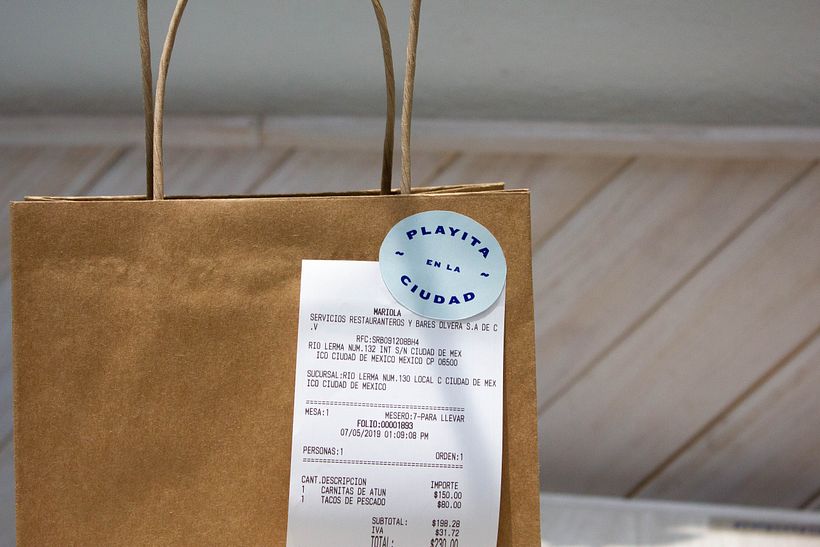 PLAYITA
~ EN LA ~
CIUDAD
MARIOLA
SERVICIOS RESTAURANTEROS Y BARES OLVERA S.A DE C
.V
RFC:SRB091208BH4
RIO LERMA NUM.132 INT S/N CIUDAD DE MEX
ICO CIUDAD DE MEXICO MEXICO CP 06500
SUCURSAL:RIO LERMA NUM.130 LOCAL C CIUDAD DE MEX
ICO CIUDAD DE MEXICO
MESA:1 MESERO:7-PARA LLEVAR
FOLIO:00001893
07/05/2019 01:09:08 PM
PERSONAS:1 ORDEN:1
CANT.DESCRIPCION IMPORTE
1 CARNITAS DE ATUN $150.00
1 TACOS DE PESCADO $80.00
SUBTOTAL: $198.28
IVA $31.72
TOTAL: $230.00